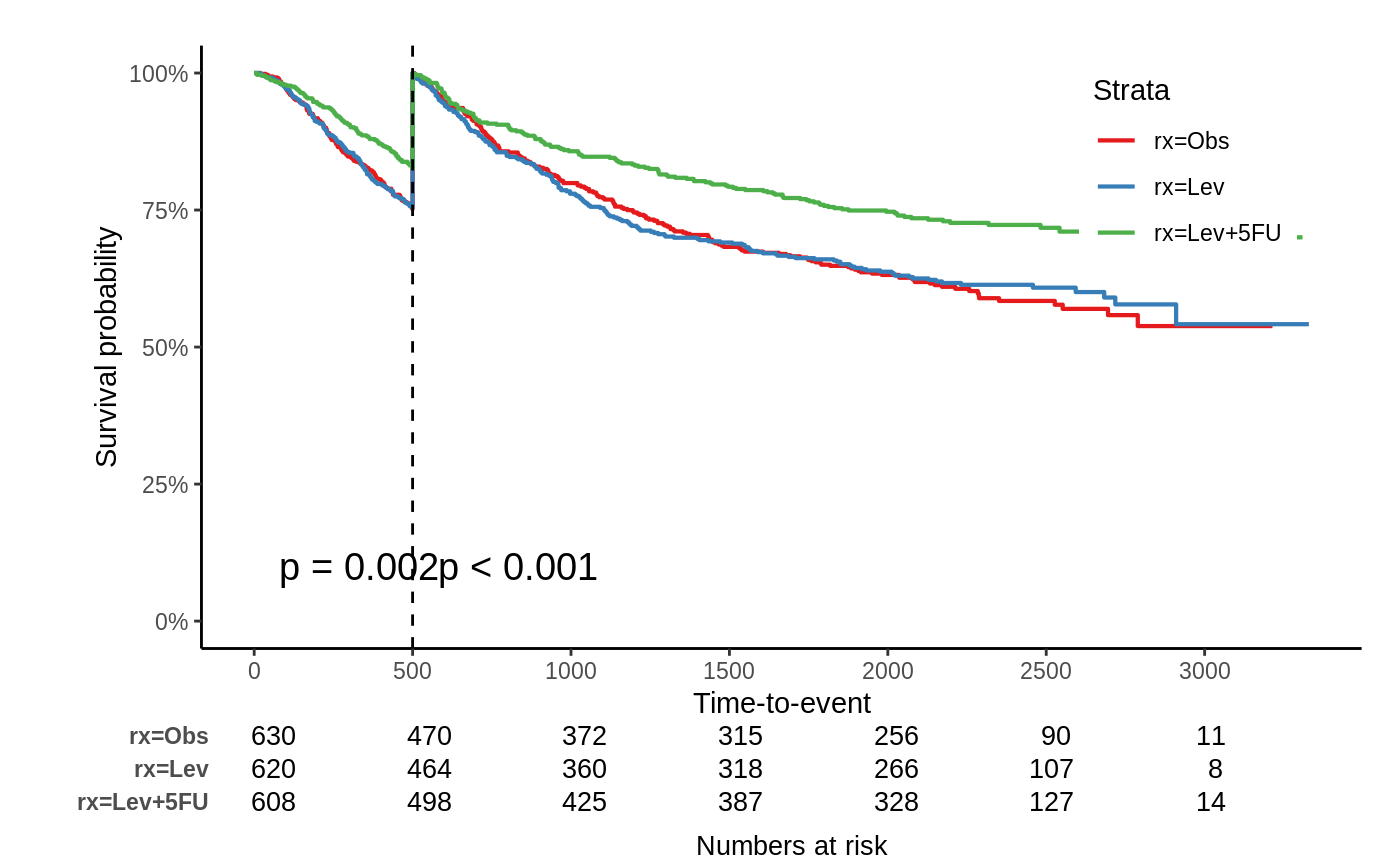 Strata
rx=Obs
rx=Lev
rx=Lev+5FU
Survival probability
100%
75%
50%
25%
0%
p = 0.002p < 0.001
0 500 1000 1500 2000 2500 3000
Time-to-event
rx=Obs 630 470 372 315 256 90 11
rx=Lev 620 464 360 318 266 107 8
rx=Lev+5FU 608 498 425 387 328 127 14
Numbers at risk